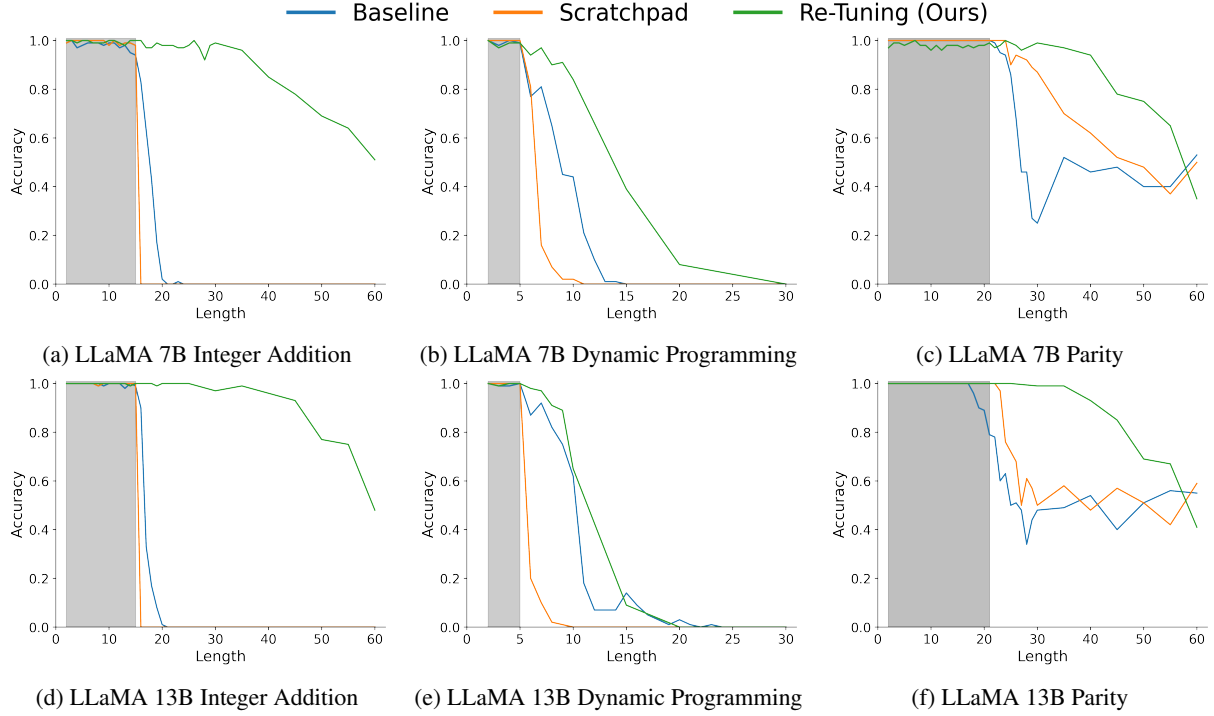 Baseline Scratchpad Re-Tuning (Ours)
1.0 0.8 0.6 0.4 0.2 0.0
Accuracy
0 10 20 30 40 50 60
Length
(a) LLaMA 7B Integer Addition
1.0 0.8 0.6 0.4 0.2 0.0
Accuracy
0 5 10 15 20 25 30
Length
(b) LLaMA 7B Dynamic Programming
1.0 0.8 0.6 0.4 0.2 0.0
Accuracy
0 10 20 30 40 50 60
Length
(c) LLaMA 7B Parity
1.0 0.8 0.6 0.4 0.2 0.0
Accuracy
0 10 20 30 40 50 60
Length
(d) LLaMA 13B Integer Addition
1.0 0.8 0.6 0.4 0.2 0.0
Accuracy
0 5 10 15 20 25 30
Length
(e) LLaMA 13B Dynamic Programming
1.0 0.8 0.6 0.4 0.2 0.0
Accuracy
0 10 20 30 40 50 60
Length
(f) LLaMA 13B Parity